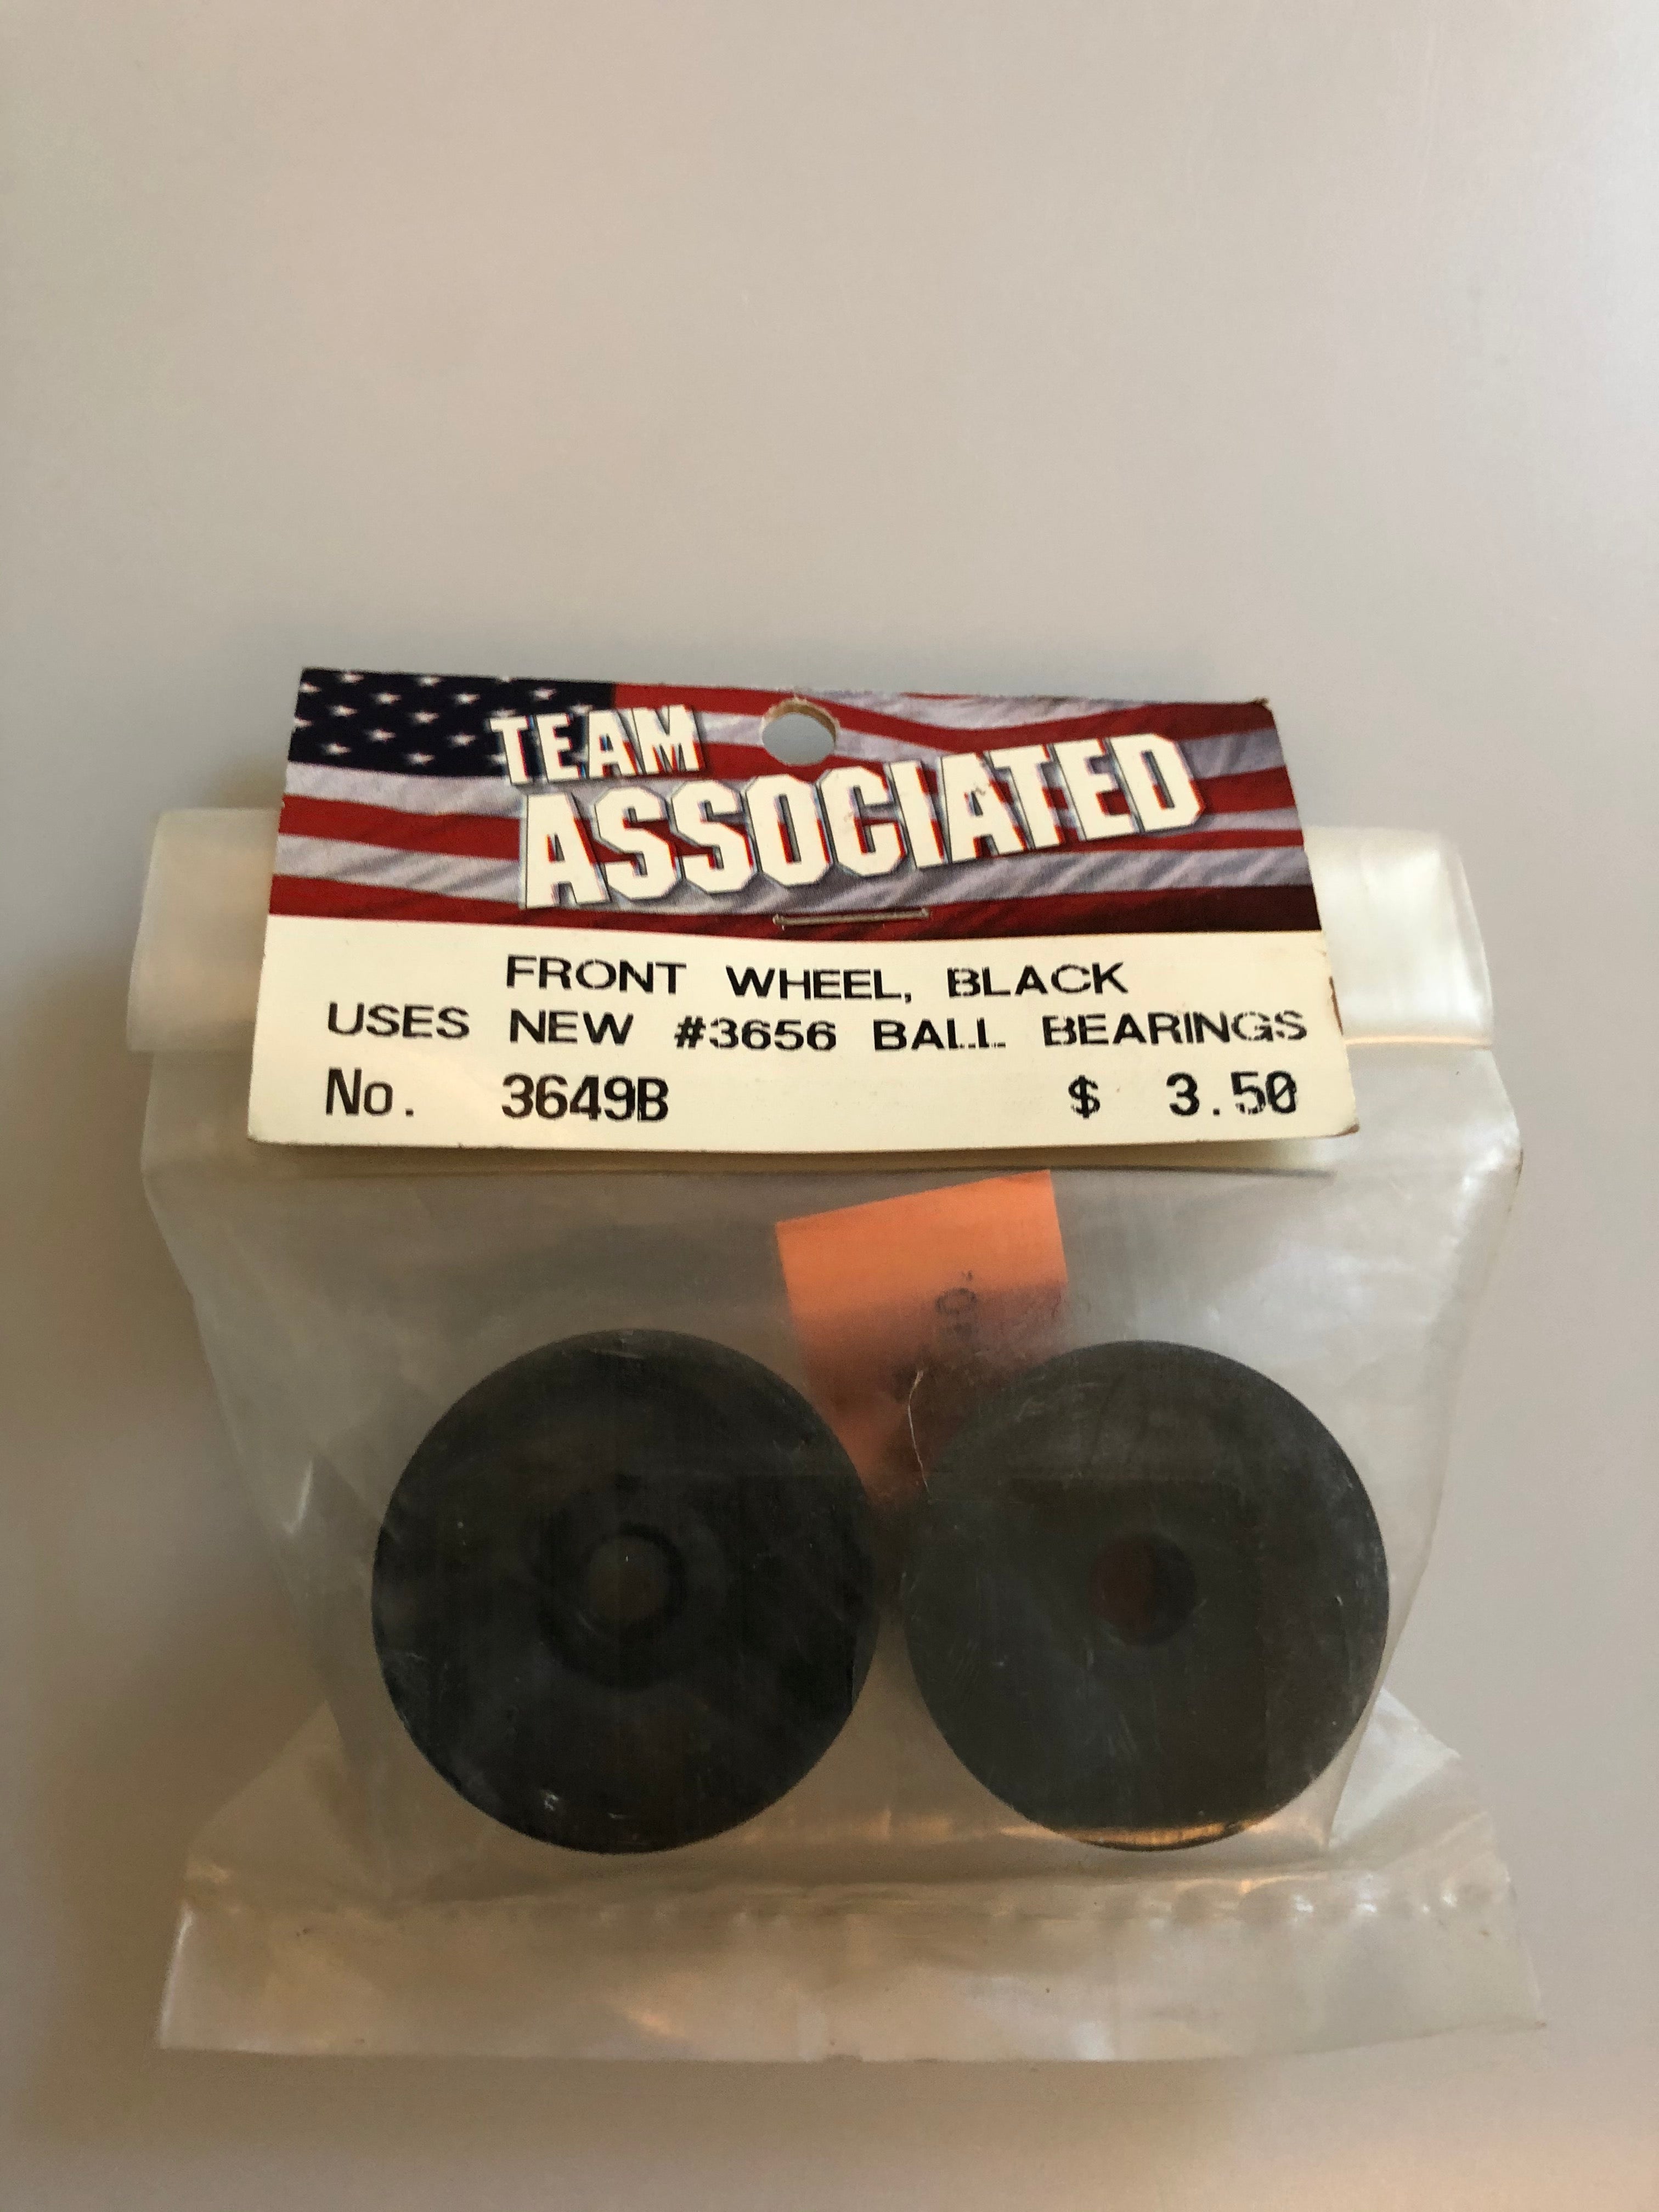 TEAM
ASSOCIATED
FRONT WHEEL, BLACK
USES NEW #3656 BALL BEARINGS
No. 3649B $ 3.50